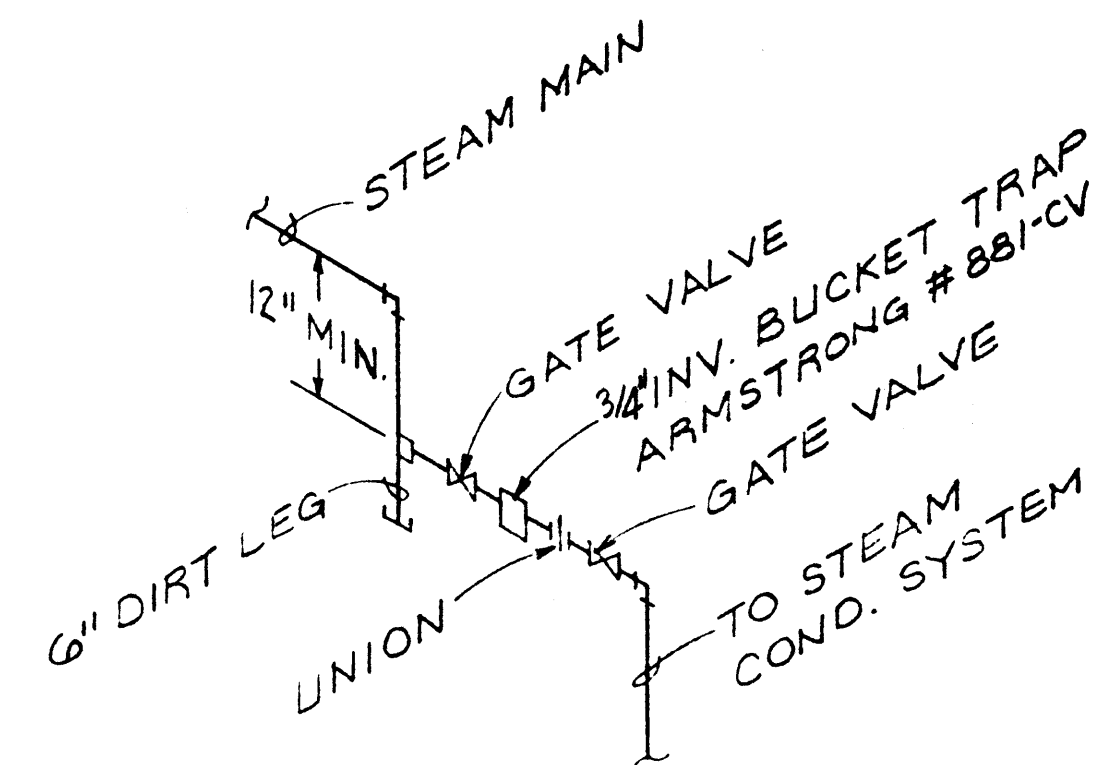 STEAM MAIN
12"
MIN.
GATE VALVE
3/4" INV. BUCKET TRAP
ARMSTRONG # 881-CV
GATE VALVE
6" DIRT LEG
UNION
TO STEAM
COND. SYSTEM